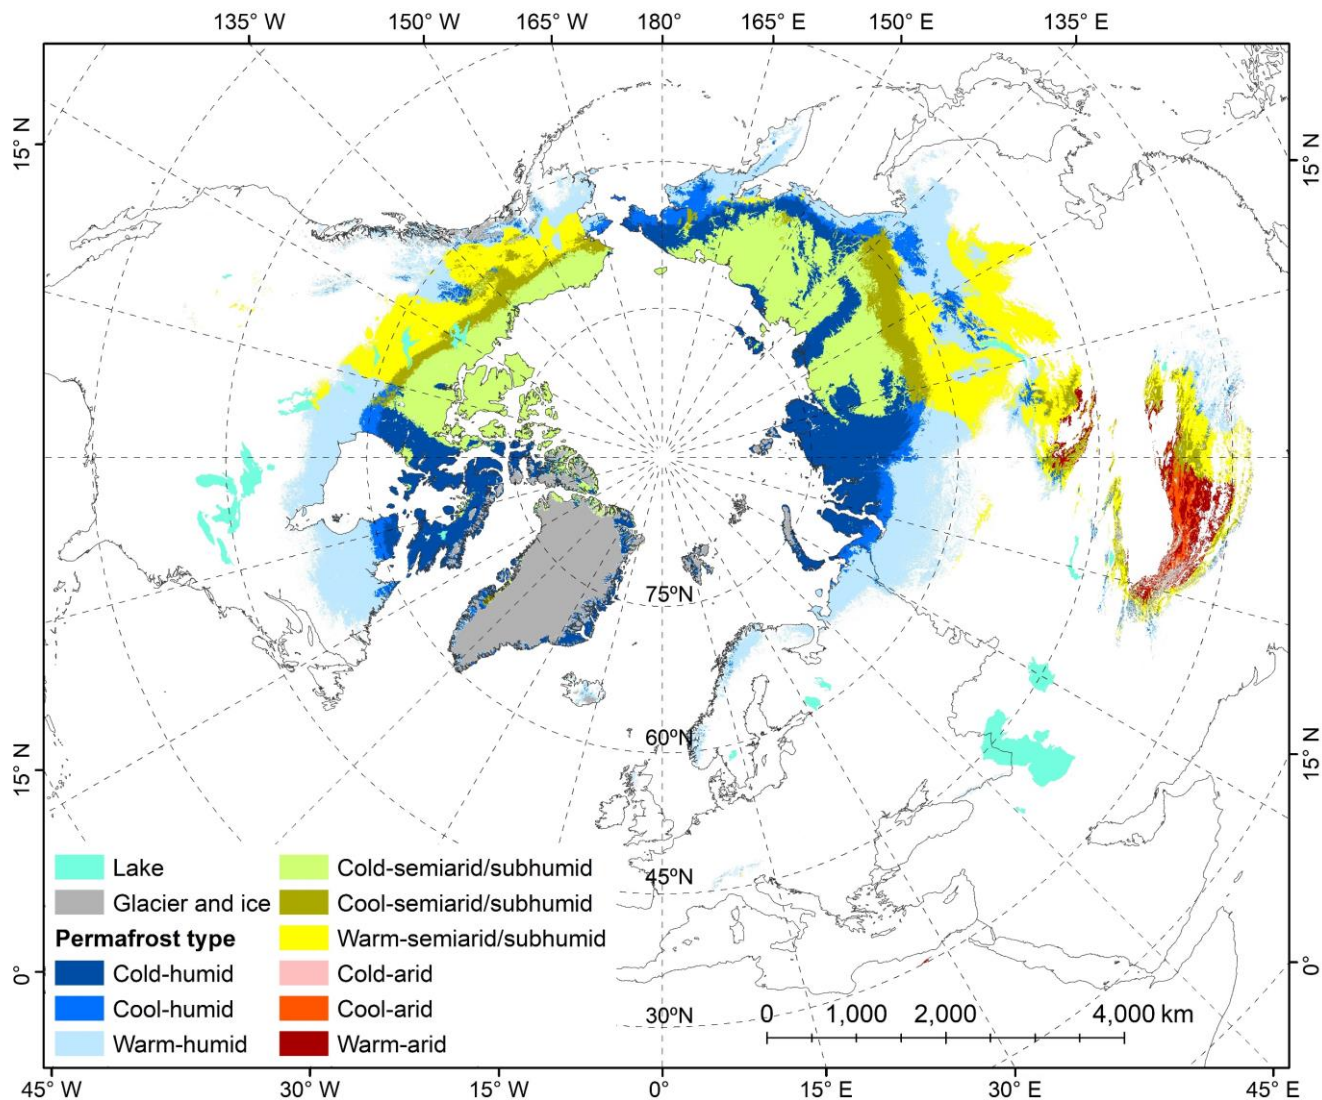 135° W 150° W 165° W 180° 165° E 150° E 135° E
15° N 15° N
75°N
60°N
15° N 15° N
45°N
30°N
0° 0°
Lake
Glacier and ice
Permafrost type
Cold-humid
Cool-humid
Warm-humid
Cold-semiarid/subhumid
Cool-semiarid/subhumid
Warm-semiarid/subhumid
Cold-arid
Cool-arid
Warm-arid
0 1,000 2,000 4,000 km
45° W 30° W 15° W 0° 15° E 30° E 45° E